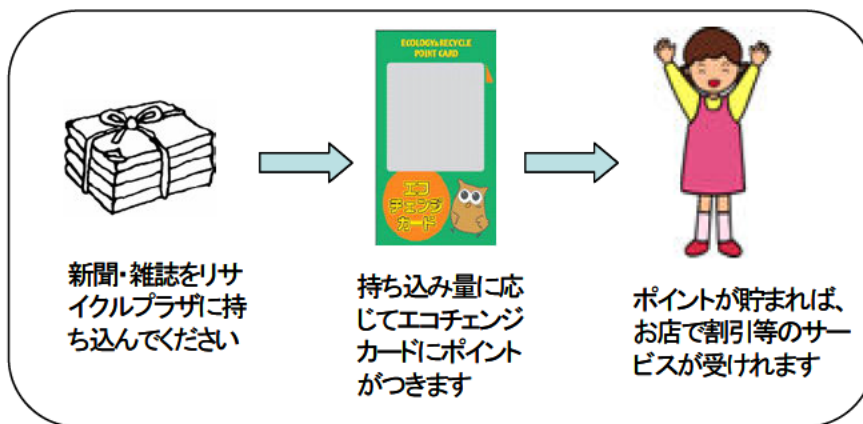 ECOLOGY&RECYCLE
POINT CARD
エコ
チェンジ
カード
新聞・雑誌をリサ
イクルプラザに持
ち込んでください
持ち込み量に応
じてエコチェンジ
カードにポイント
がつきます
ポイントが貯まれば、
お店で割引等のサー
ビスが受けれます